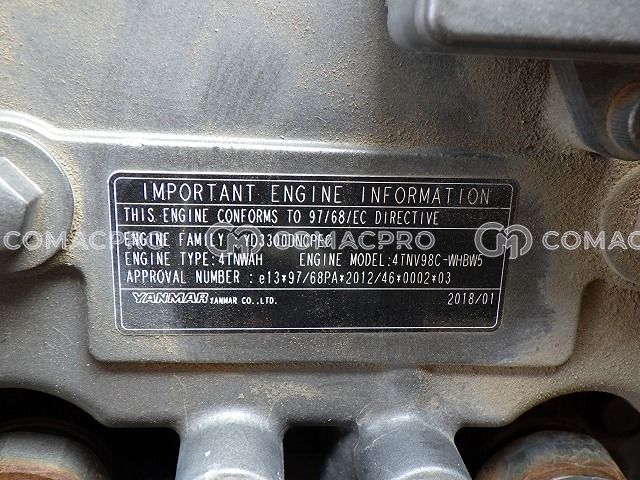 IMPORTANT ENGINE INFORMATION
THIS ENGINE CONFORMS TO 97/68/EC DIRECTIVE
ENGINE FAMILY
COMACPRO COMACPRO COMACPRO
ENGINE TYPE:4TNWAH ENGINE MODEL:4TNV98C-WHBW5
APPROVAL NUMBER : e13*97/68PA*2012/46*0002*03
YANMAR YANMAR CO.,LTD. 2018/01